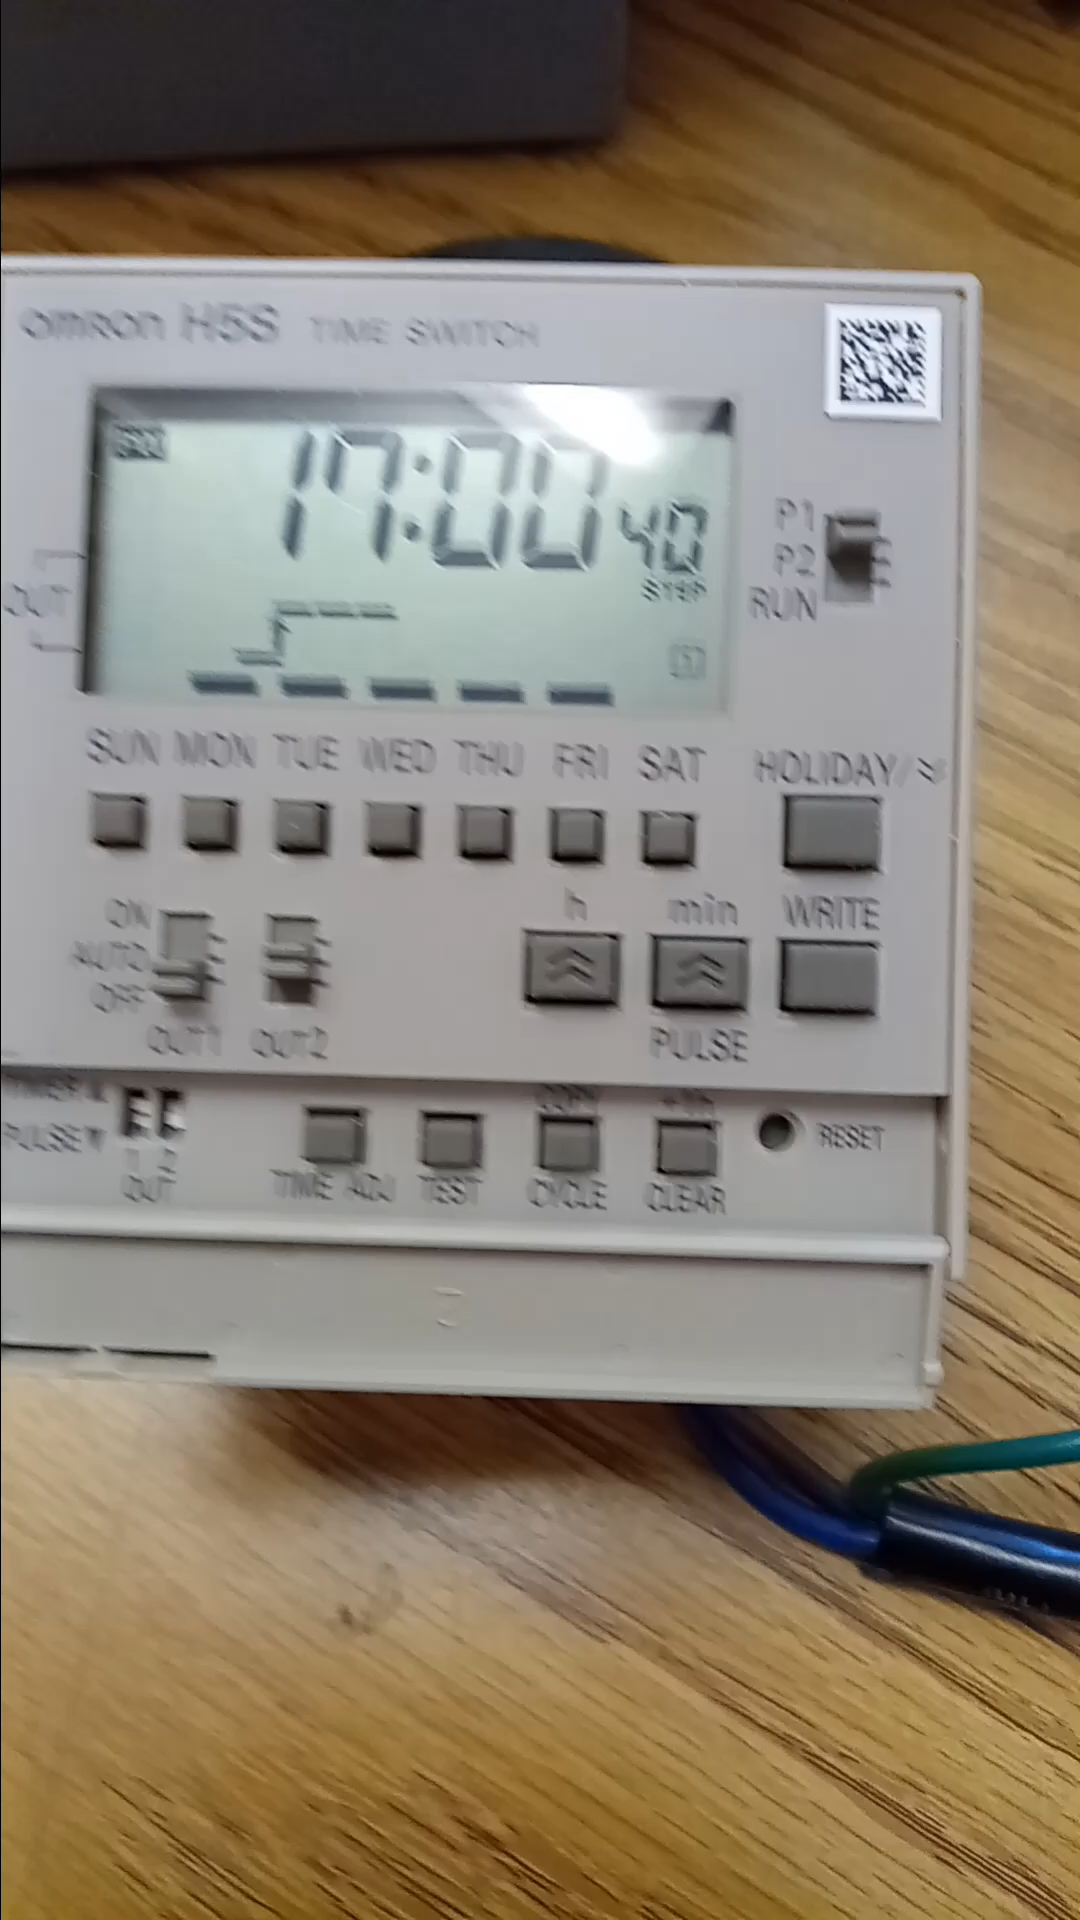 omron H5S TIME SWITCH
17:00 40
STEP
P1
P2
RUN
OUT
SUN MON TUE WED THU FRI SAT HOLIDAY/
h min WRITE
ON
AUTO
OFF
OUT1 OUT2
PULSE
TIMER
COPY +1h
PULSE
1 2
OUT
TIME ADJ TEST CYCLE CLEAR
RESET